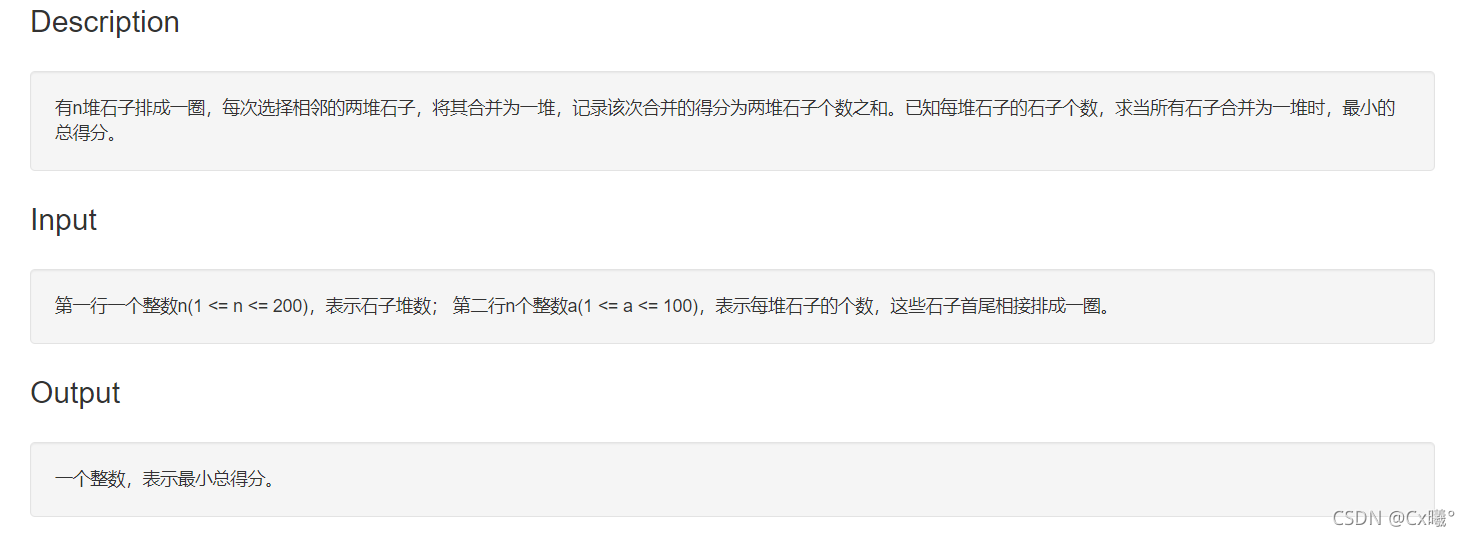 Description
有n堆石子排成一圈，每次选择相邻的两堆石子，将其合并为一堆，记录该次合并的得分为两堆石子个数之和。已知每堆石子的石子个数，求当所有石子合并为一堆时，最小的
总得分。
Input
第一行一个整数n(1 <= n <= 200)，表示石子堆数； 第二行n个整数a(1 <= a <= 100)，表示每堆石子的个数，这些石子首尾相接排成一圈。
Output
一个整数，表示最小总得分。
CSDN @Cx曦°